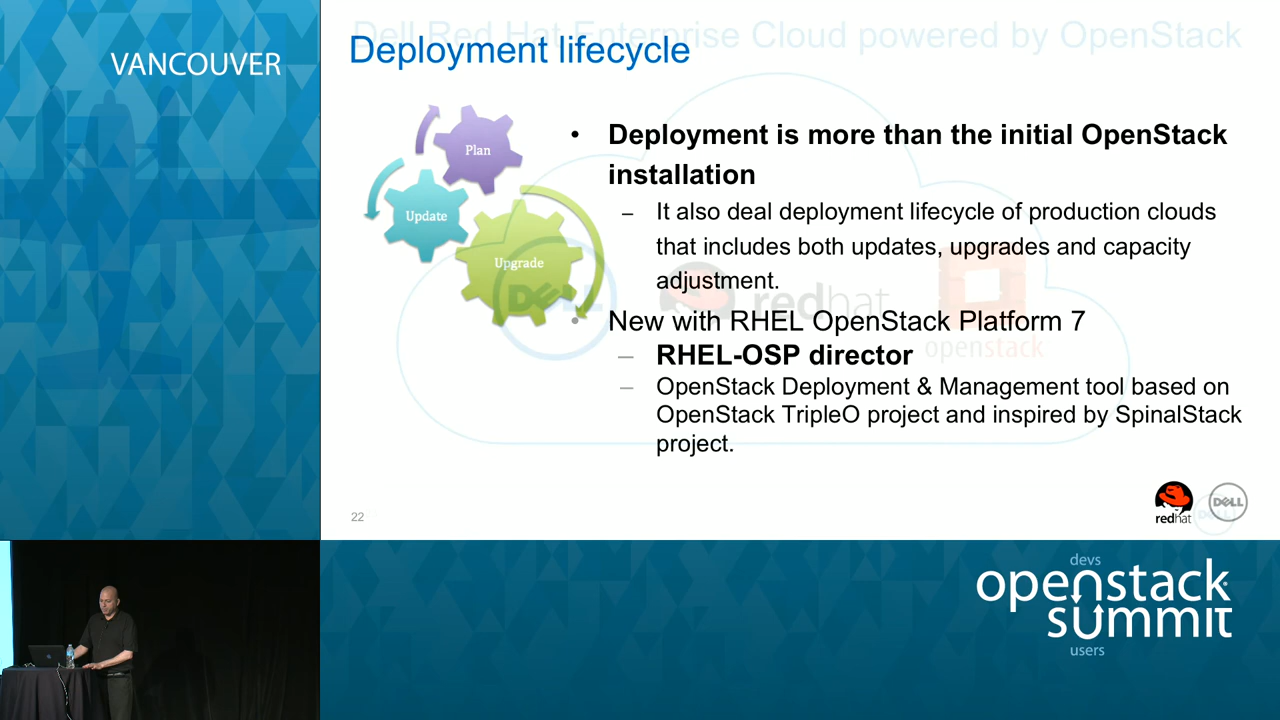 VANCOUVER
Dell Red Hat Enterprise Cloud powered by OpenStack
Deployment lifecycle
Plan
Update
Upgrade
• Deployment is more than the initial OpenStack
installation
– It also deal deployment lifecycle of production clouds
that includes both updates, upgrades and capacity
adjustment.
• New with RHEL OpenStack Platform 7
– RHEL-OSP director
– OpenStack Deployment & Management tool based on
OpenStack TripleO project and inspired by SpinalStack
project.
DELL
redhat
openstack
22
redhat
DELL
devs
openstack
summit
users